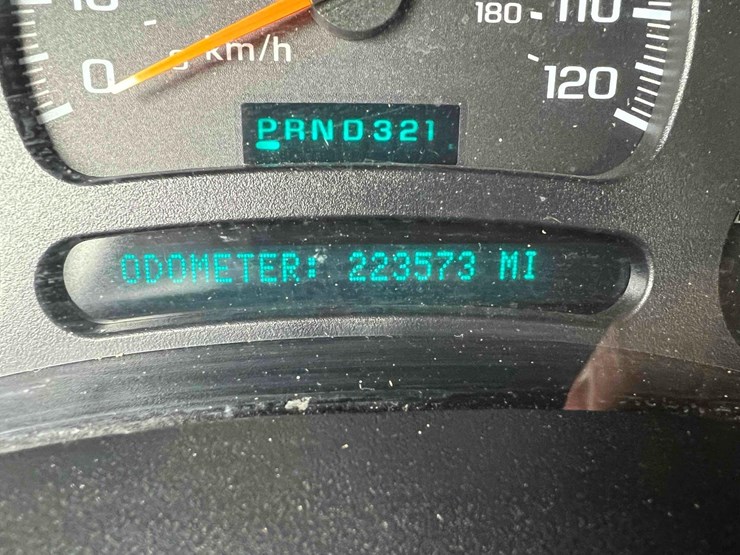 180 110
0 km/h 120
PRND321
ODOMETER: 223573 MI